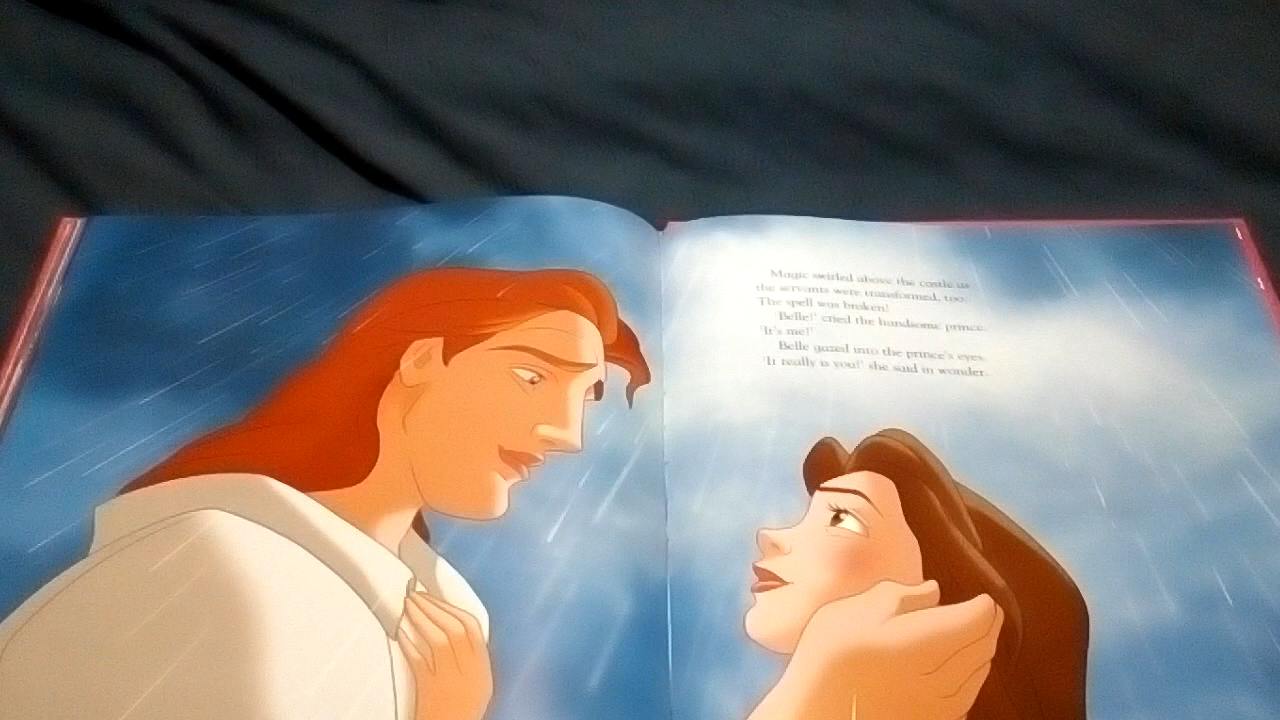 Magic swirled above the castle as
the servants were transformed, too.
The spell was broken!
'Belle!' cried the handsome prince.
'It's me!'
Belle gazed into the prince's eyes.
'It really is you!' she said in wonder.